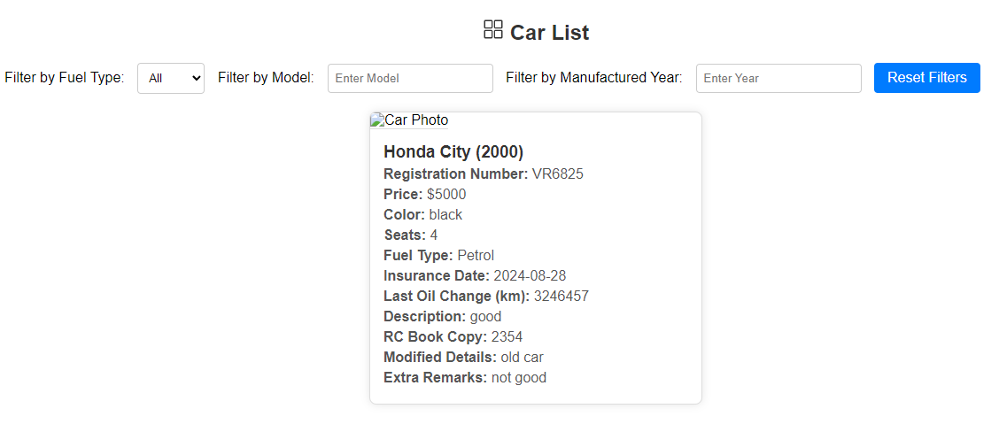 Car List
Filter by Fuel Type: All Filter by Model: Enter Model Filter by Manufactured Year: Enter Year Reset Filters
Car Photo
Honda City (2000)
Registration Number: VR6825
Price: $5000
Color: black
Seats: 4
Fuel Type: Petrol
Insurance Date: 2024-08-28
Last Oil Change (km): 3246457
Description: good
RC Book Copy: 2354
Modified Details: old car
Extra Remarks: not good